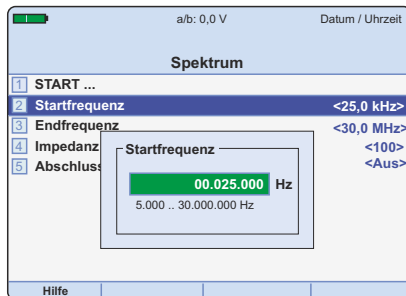 a/b: 0,0 V Datum / Uhrzeit
Spektrum
1 START ...
2 Startfrequenz <25,0 kHz>
3 Endfrequenz <30,0 MHz>
4 Impedanz <100>
5 Abschluss <Aus>
Startfrequenz
00.025.000 Hz
5.000 .. 30.000.000 Hz
Hilfe